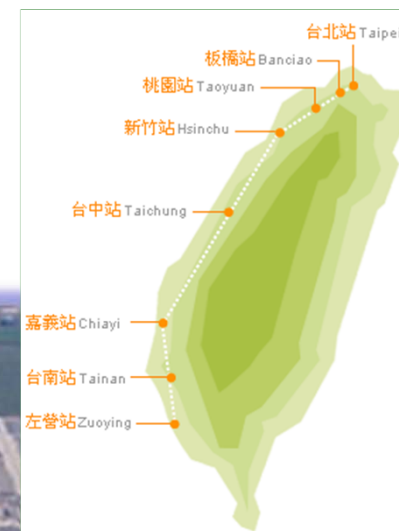 台北站 Taipei
板橋站 Banciao
桃園站 Taoyuan
新竹站 Hsinchu
台中站 Taichung
嘉義站 Chiayi
台南站 Tainan
左營站 Zuoying